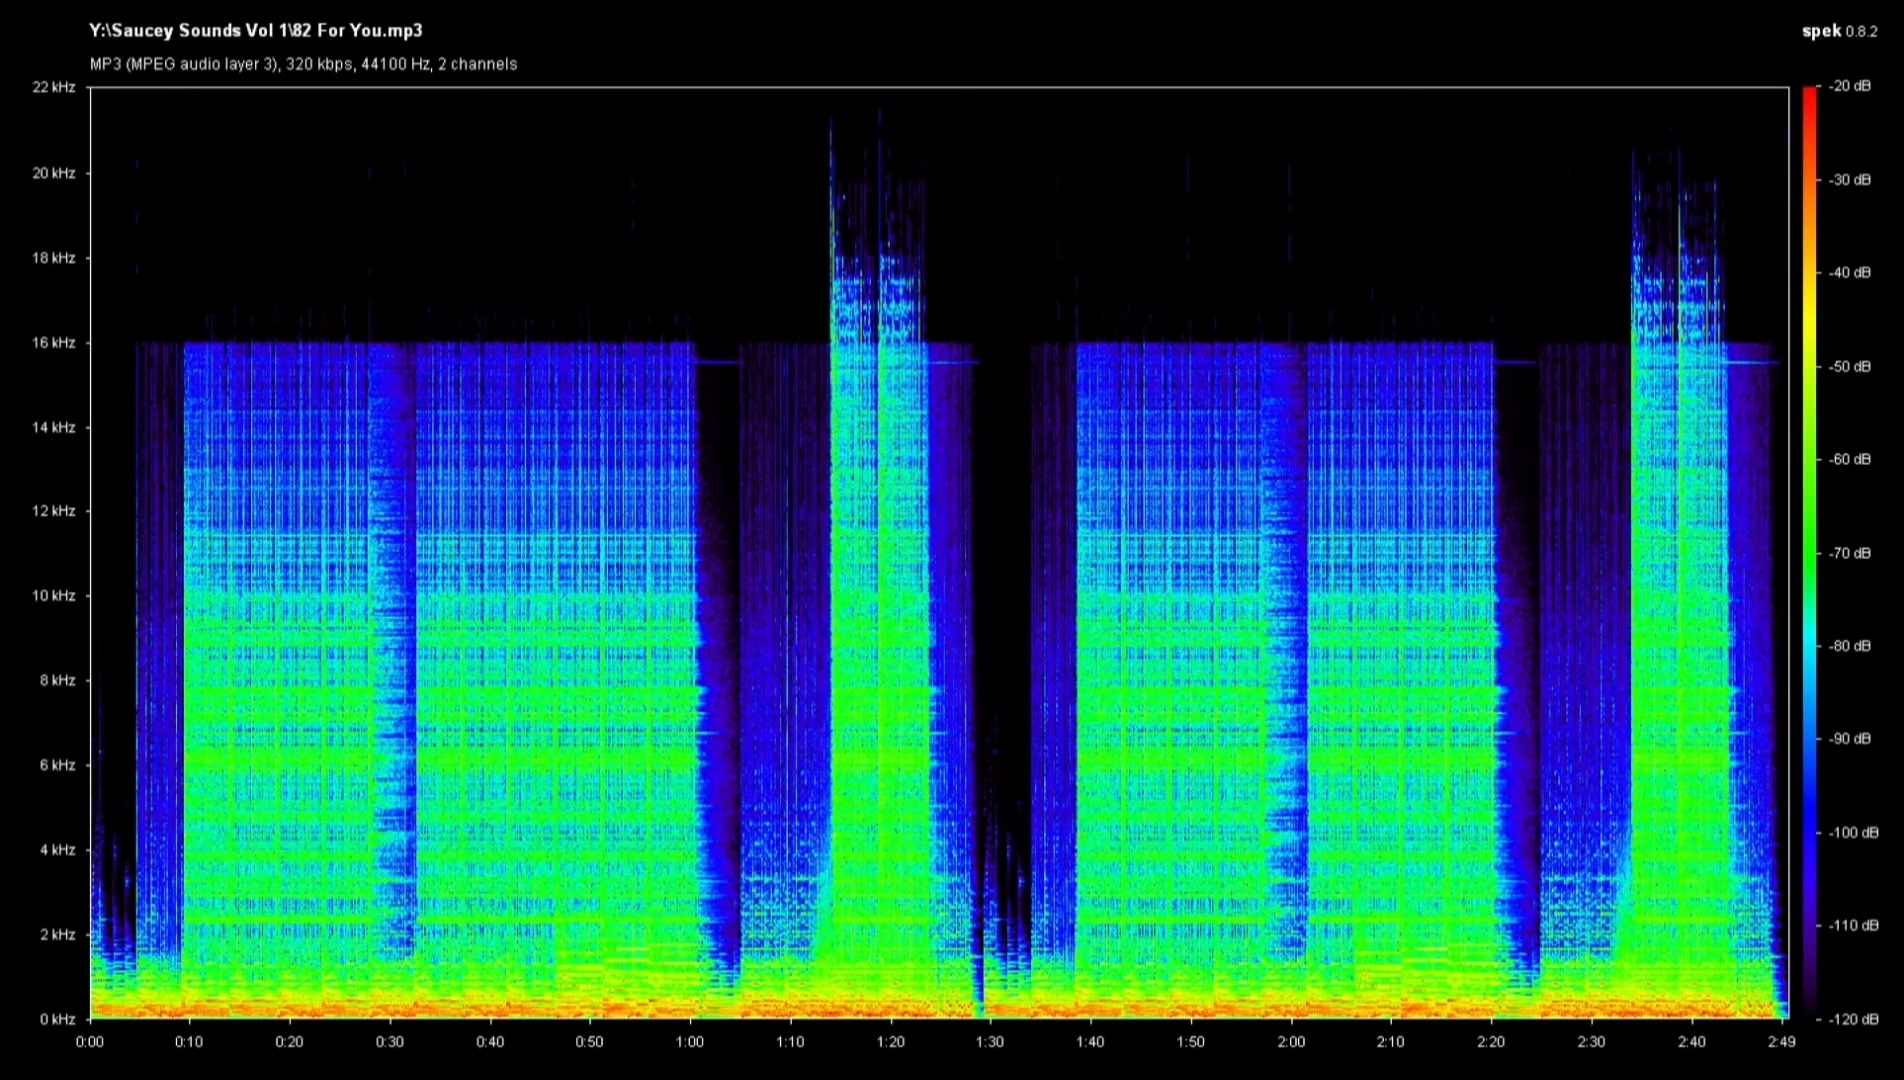 Y:\Saucey Sounds Vol 1\82 For You.mp3
spek 0.8.2
MP3 (MPEG audio layer 3), 320 kbps, 44100 Hz, 2 channels
22 kHz
20 kHz
18 kHz
16 kHz
14 kHz
12 kHz
10 kHz
8 kHz
6 kHz
4 kHz
2 kHz
0 kHz
-20 dB
-30 dB
-40 dB
-50 dB
-60 dB
-70 dB
-80 dB
-90 dB
-100 dB
-110 dB
-120 dB
0:00 0:10 0:20 0:30 0:40 0:50 1:00 1:10 1:20 1:30 1:40 1:50 2:00 2:10 2:20 2:30 2:40 2:49